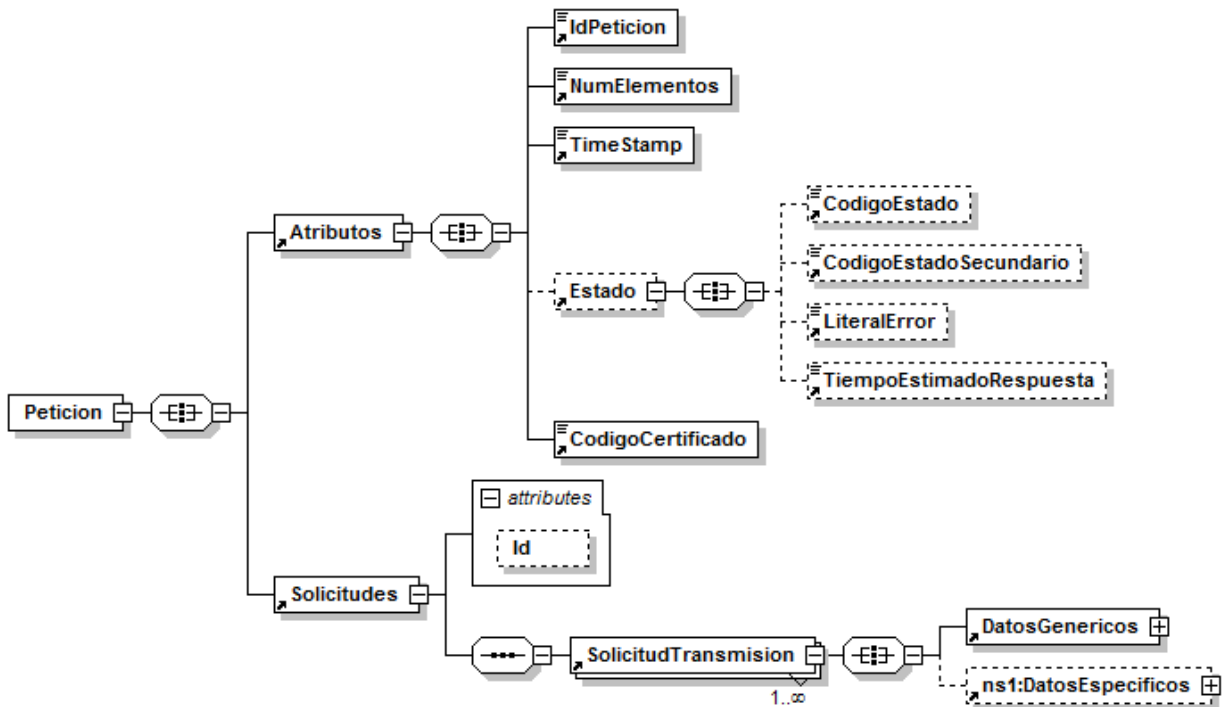 IdPeticion
NumElementos
TimeStamp
CodigoEstado
Atributos
CodigoEstadoSecundario
Estado
LiteralError
TiempoEstimadoRespuesta
Peticion
CodigoCertificado
attributes
Id
Solicitudes
DatosGenericos
SolicitudTransmision
ns1:DatosEspecificos
1..∞